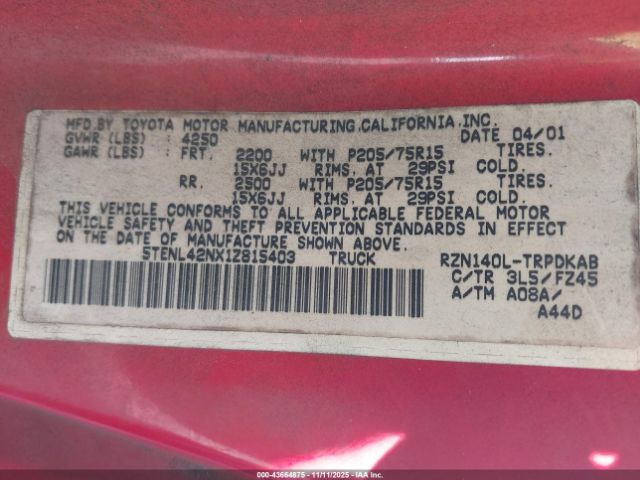 MFD.BY TOYOTA MOTOR MANUFACTURING,CALIFORNIA,INC.
GVWR (LBS) : 4250 DATE 04/01
GAWR (LBS) : FRT. 2200 WITH P205/75R15 TIRES.
15X6JJ RIMS. AT 29PSI COLD.
RR. 2500 WITH P205/75R15 TIRES.
15X6JJ RIMS. AT 29PSI COLD.
THIS VEHICLE CONFORMS TO ALL APPLICABLE FEDERAL MOTOR
VEHICLE SAFETY AND THEFT PREVENTION STANDARDS IN EFFECT
ON THE DATE OF MANUFACTURE SHOWN ABOVE.
5TENL42NX1Z815403 TRUCK RZN140L-TRPDKAB
C/TR 3L5/FZ45
A/TM A08A/
A44D
000-43664675 - 11/11/2025 - IAAI.COM